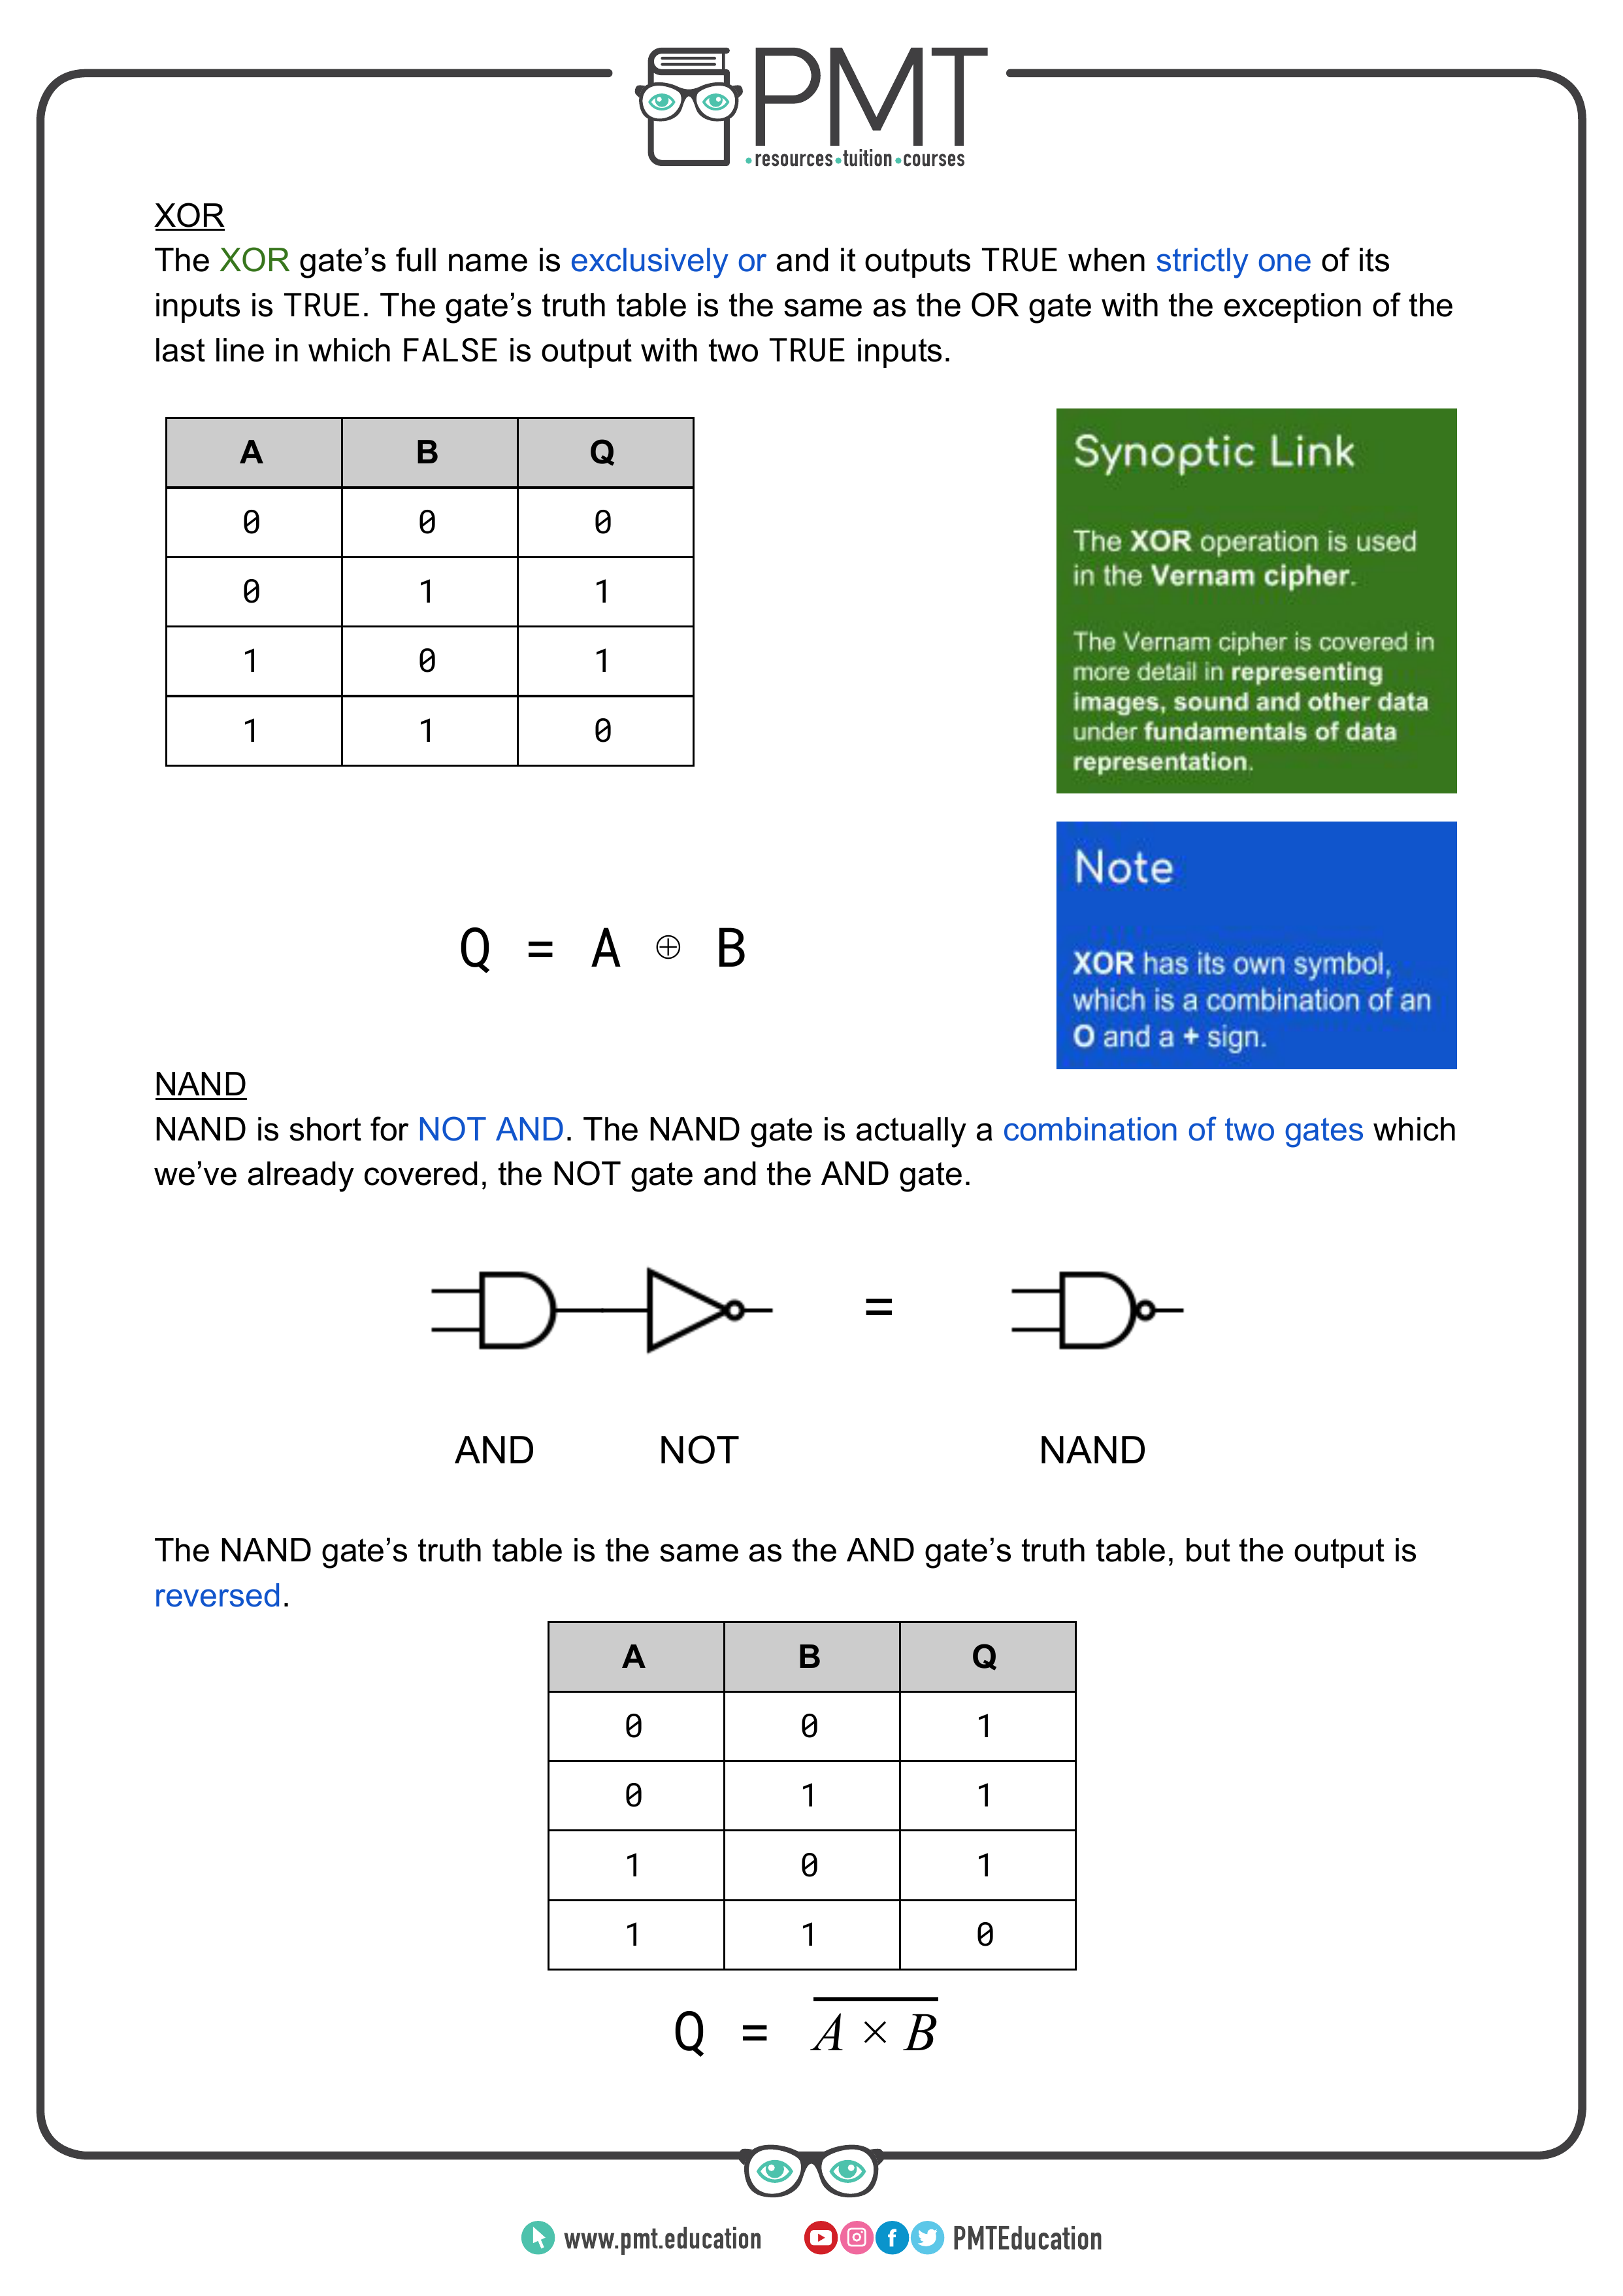 PMT
•resources•tuition•courses
XOR
The XOR gate’s full name is exclusively or and it outputs TRUE when strictly one of its
inputs is TRUE. The gate’s truth table is the same as the OR gate with the exception of the
last line in which FALSE is output with two TRUE inputs.
A B Q
0 0 0
0 1 1
1 0 1
1 1 0
Synoptic Link
The XOR operation is used
in the Vernam cipher.
The Vernam cipher is covered in
more detail in representing
images, sound and other data
under fundamentals of data
representation.
Q = A ⊕ B
Note
XOR has its own symbol,
which is a combination of an
O and a + sign.
NAND
NAND is short for NOT AND. The NAND gate is actually a combination of two gates which
we’ve already covered, the NOT gate and the AND gate.
=
AND NOT NAND
The NAND gate’s truth table is the same as the AND gate’s truth table, but the output is
reversed.
A B Q
0 0 1
0 1 1
1 0 1
1 1 0
Q = \overline{A × B}
www.pmt.education PMTEducation